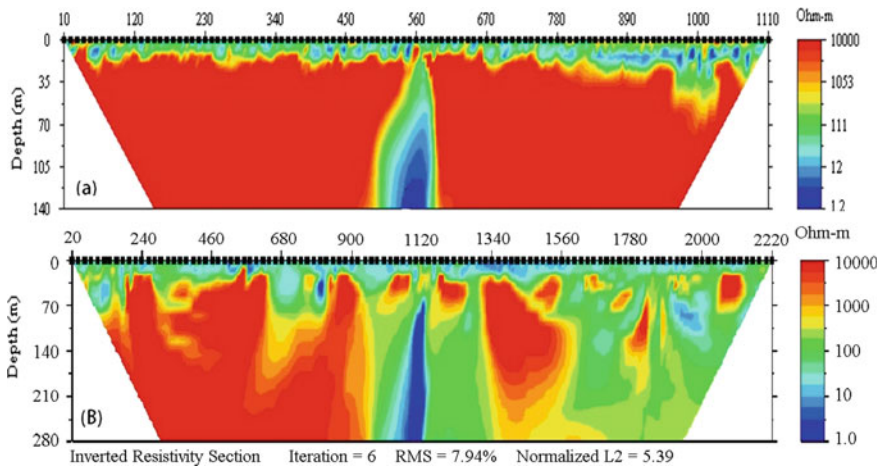 10 120 230 340 450 560 670 780 890 1000 1110 Ohm-m
0 35 70 105 140
Depth (m)
(a)
10000
1053
111
12
1.2
20 240 460 680 900 1120 1340 1560 1780 2000 2220 Ohm-m
0 70 140 210 280
Depth (m)
(B)
10000
1000
100
10
1.0
Inverted Resistivity Section Iteration = 6 RMS = 7.94% Normalized L2 = 5.39